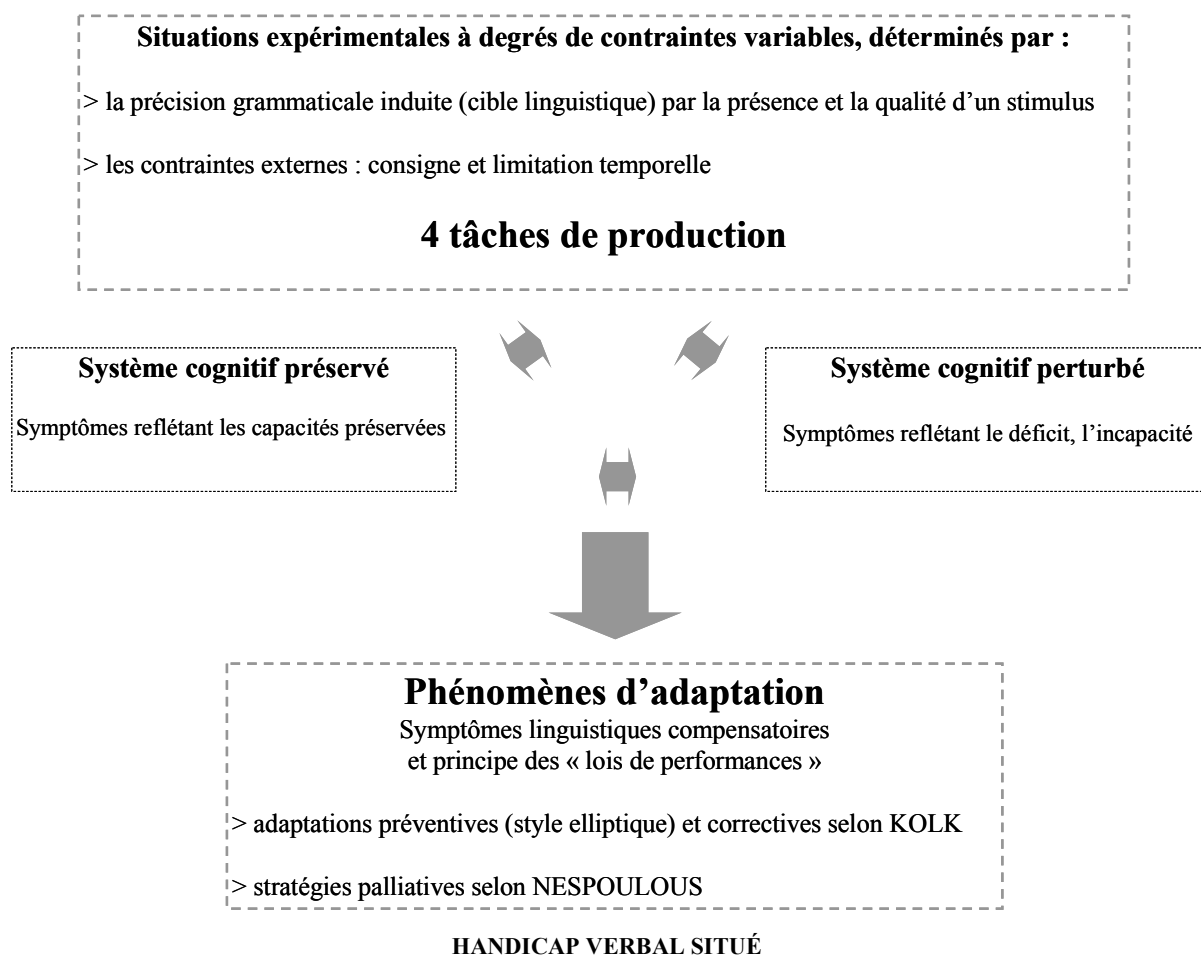 Situations expérimentales à degrés de contraintes variables, déterminés par :
> la précision grammaticale induite (cible linguistique) par la présence et la qualité d’un stimulus
> les contraintes externes : consigne et limitation temporelle
4 tâches de production
Système cognitif préservé
Symptômes reflétant les capacités préservées
Système cognitif perturbé
Symptômes reflétant le déficit, l’incapacité
Phénomènes d’adaptation
Symptômes linguistiques compensatoires
et principe des « lois de performances »
> adaptations préventives (style elliptique) et correctives selon KOLK
> stratégies palliatives selon NESPOULOUS
HANDICAP VERBAL SITUÉ